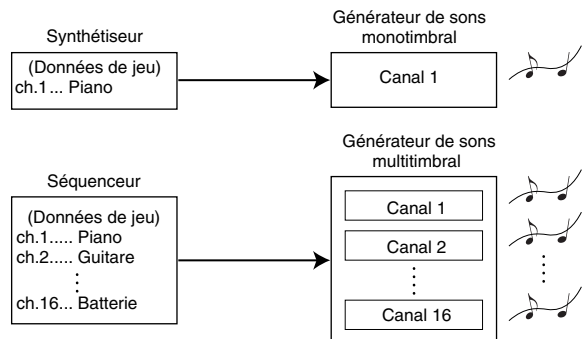 Synthétiseur
(Données de jeu)
ch.1... Piano
Générateur de sons
monotimbral
Canal 1
Séquenceur
(Données de jeu)
ch.1..... Piano
ch.2..... Guitare
ch.16... Batterie
Générateur de sons
multitimbral
Canal 1
Canal 2
Canal 16